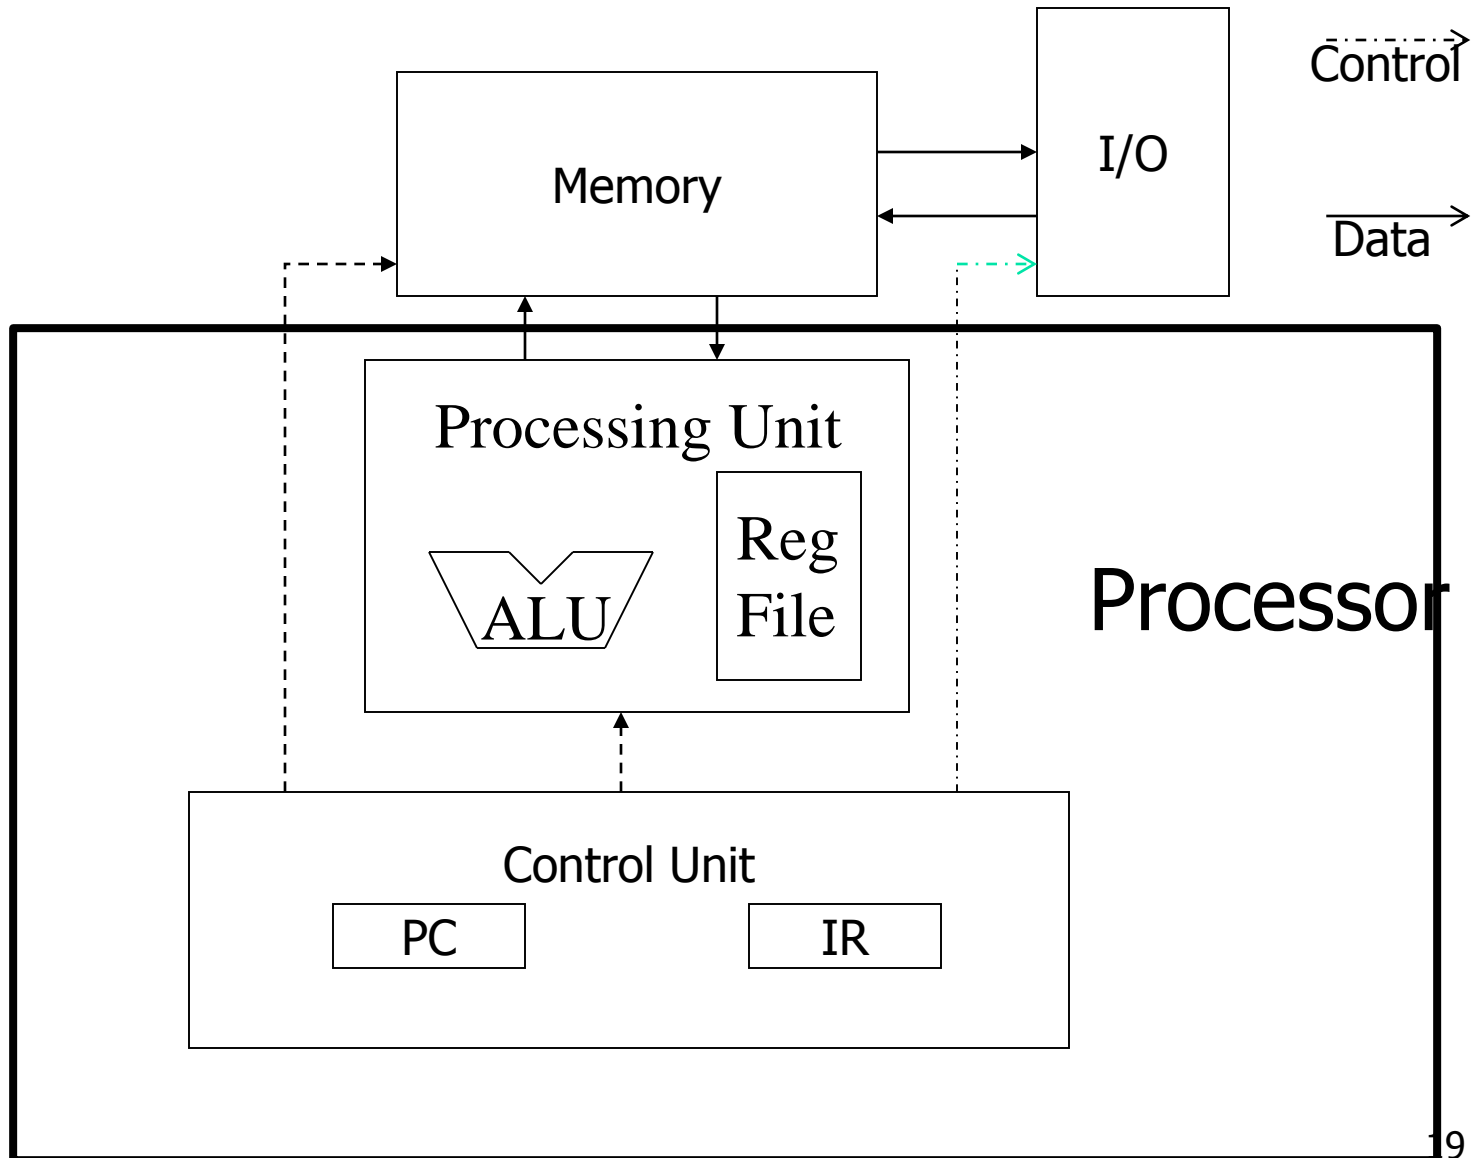 Control
I/O
Memory
Data
Processing Unit
Reg
File
ALU
Processor
Control Unit
PC
IR
19